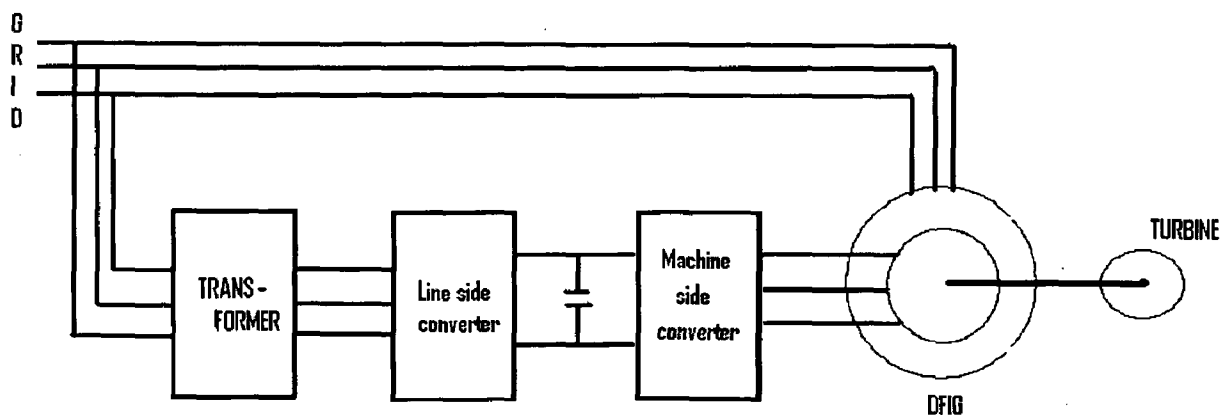 G
R
I
D
TRANS-
FORMER
Line side
converter
Machine
side
converter
TURBINE
DFIG